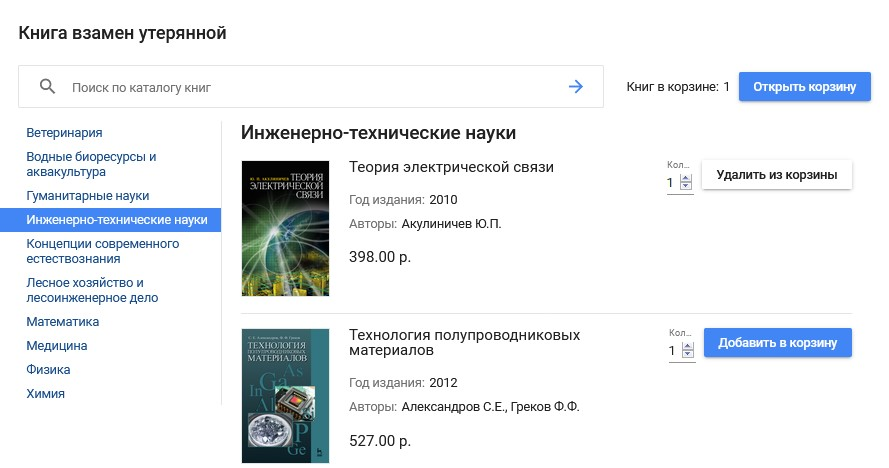 Книга взамен утерянной
Поиск по каталогу книг
Книг в корзине: 1
Открыть корзину
Ветеринария
Водные биоресурсы и
аквакультура
Гуманитарные науки
Инженерно-технические науки
Концепции современного
естествознания
Лесное хозяйство и
лесоинженерное дело
Математика
Медицина
Физика
Химия
Инженерно-технические науки
Ю. П. АКУЛИНИЧЕВ
ТЕОРИЯ
ЭЛЕКТРИЧЕСКОЙ
СВЯЗИ
Теория электрической связи
Год издания: 2010
Авторы: Акулиничев Ю.П.
398.00 р.
Кол...
1
Удалить из корзины
С. Е. Александров, Ф. Ф. Греков
ТЕХНОЛОГИЯ
ПОЛУПРОВОДНИКОВЫХ
МАТЕРИАЛОВ
As
In Ga
Al
P
Ge
Технология полупроводниковых
материалов
Год издания: 2012
Авторы: Александров С.Е., Греков Ф.Ф.
527.00 р.
Кол...
1
Добавить в корзину